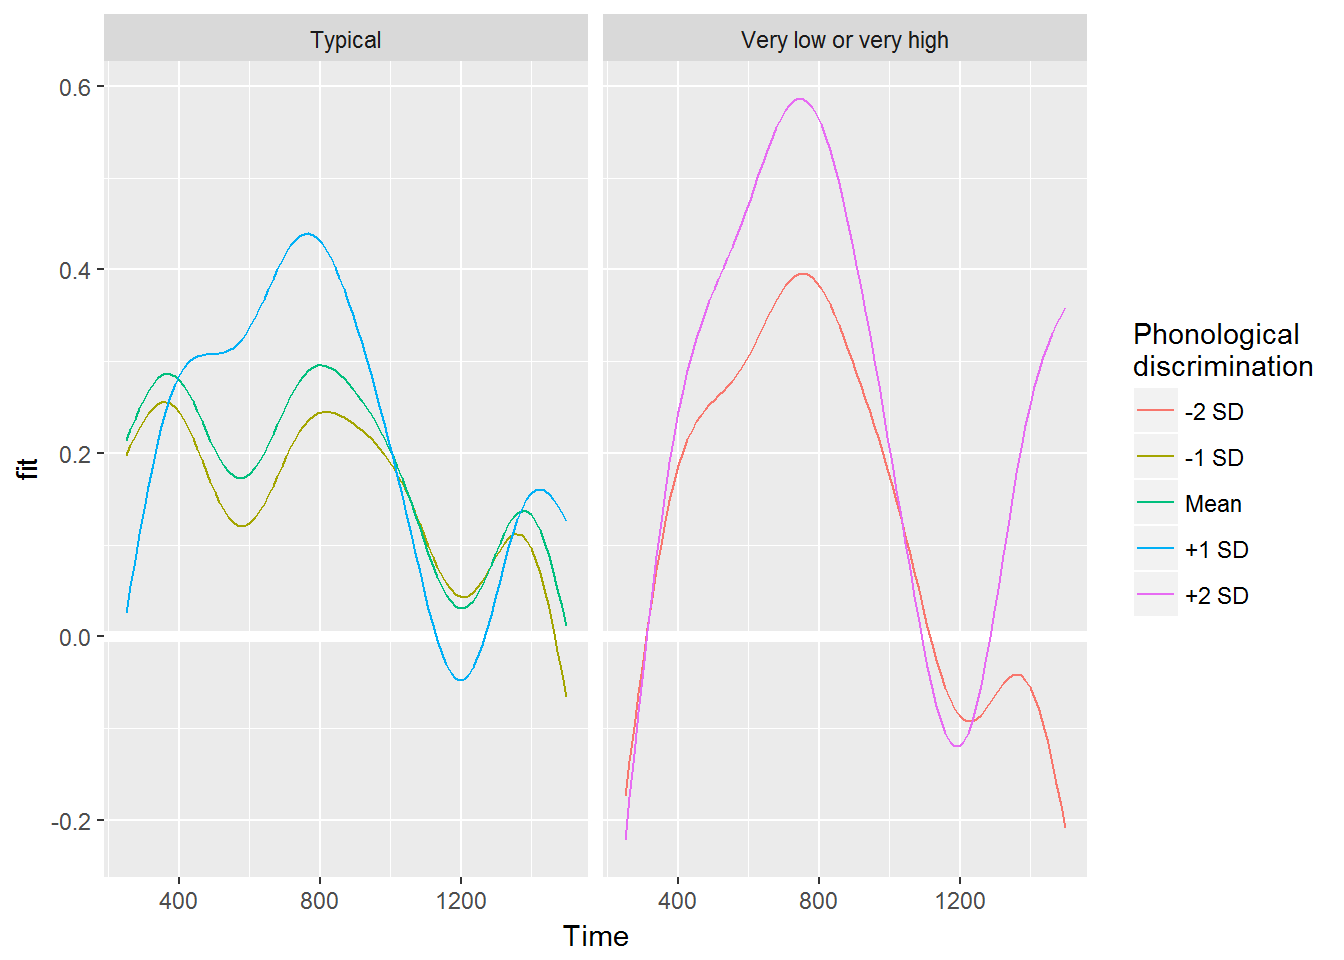 Typical
Very low or very high
0.6
0.4
0.2
0.0
-0.2
fit
400
800
1200
400
800
1200
Time
Phonological
discrimination
-2 SD
-1 SD
Mean
+1 SD
+2 SD